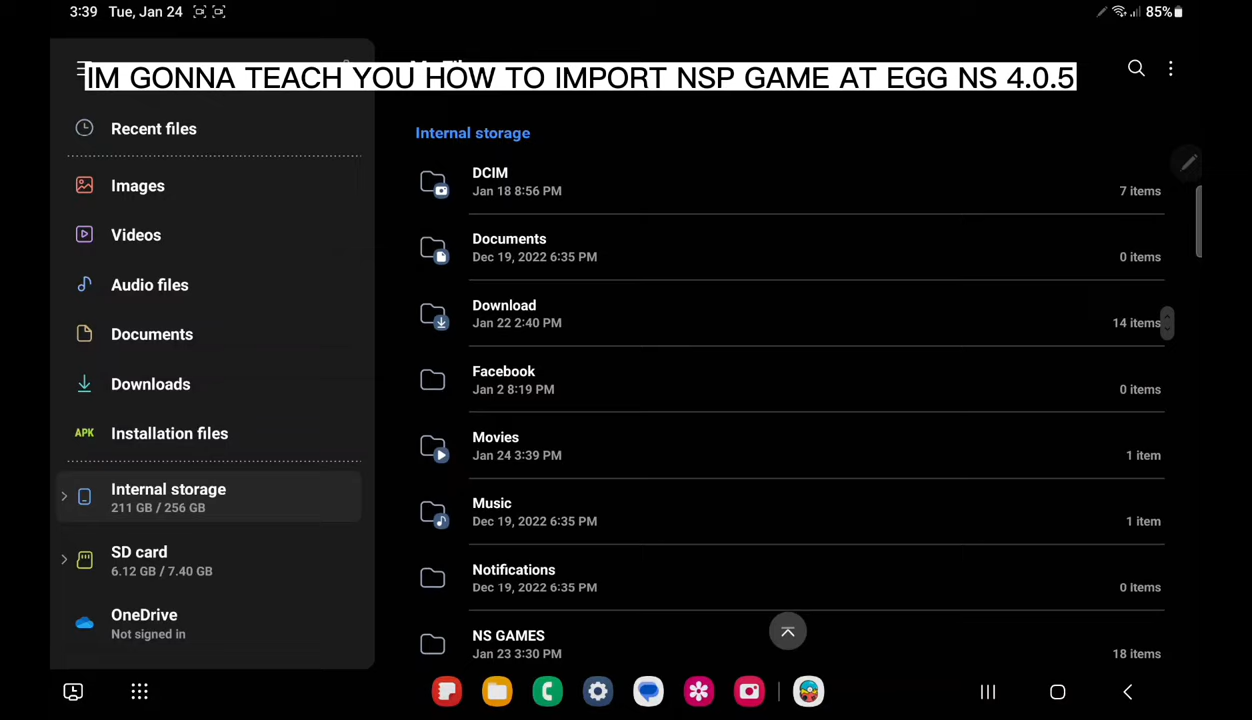 3:39 Tue, Jan 24
85%
IM GONNA TEACH YOU HOW TO IMPORT NSP GAME AT EGG NS 4.0.5
Recent files
Images
Videos
Audio files
Documents
Downloads
APK Installation files
Internal storage
211 GB / 256 GB
SD card
6.12 GB / 7.40 GB
OneDrive
Not signed in
Internal storage
DCIM
Jan 18 8:56 PM
7 items
Documents
Dec 19, 2022 6:35 PM
0 items
Download
Jan 22 2:40 PM
14 items
Facebook
Jan 2 8:19 PM
0 items
Movies
Jan 24 3:39 PM
1 item
Music
Dec 19, 2022 6:35 PM
1 item
Notifications
Dec 19, 2022 6:35 PM
0 items
NS GAMES
Jan 23 3:30 PM
18 items